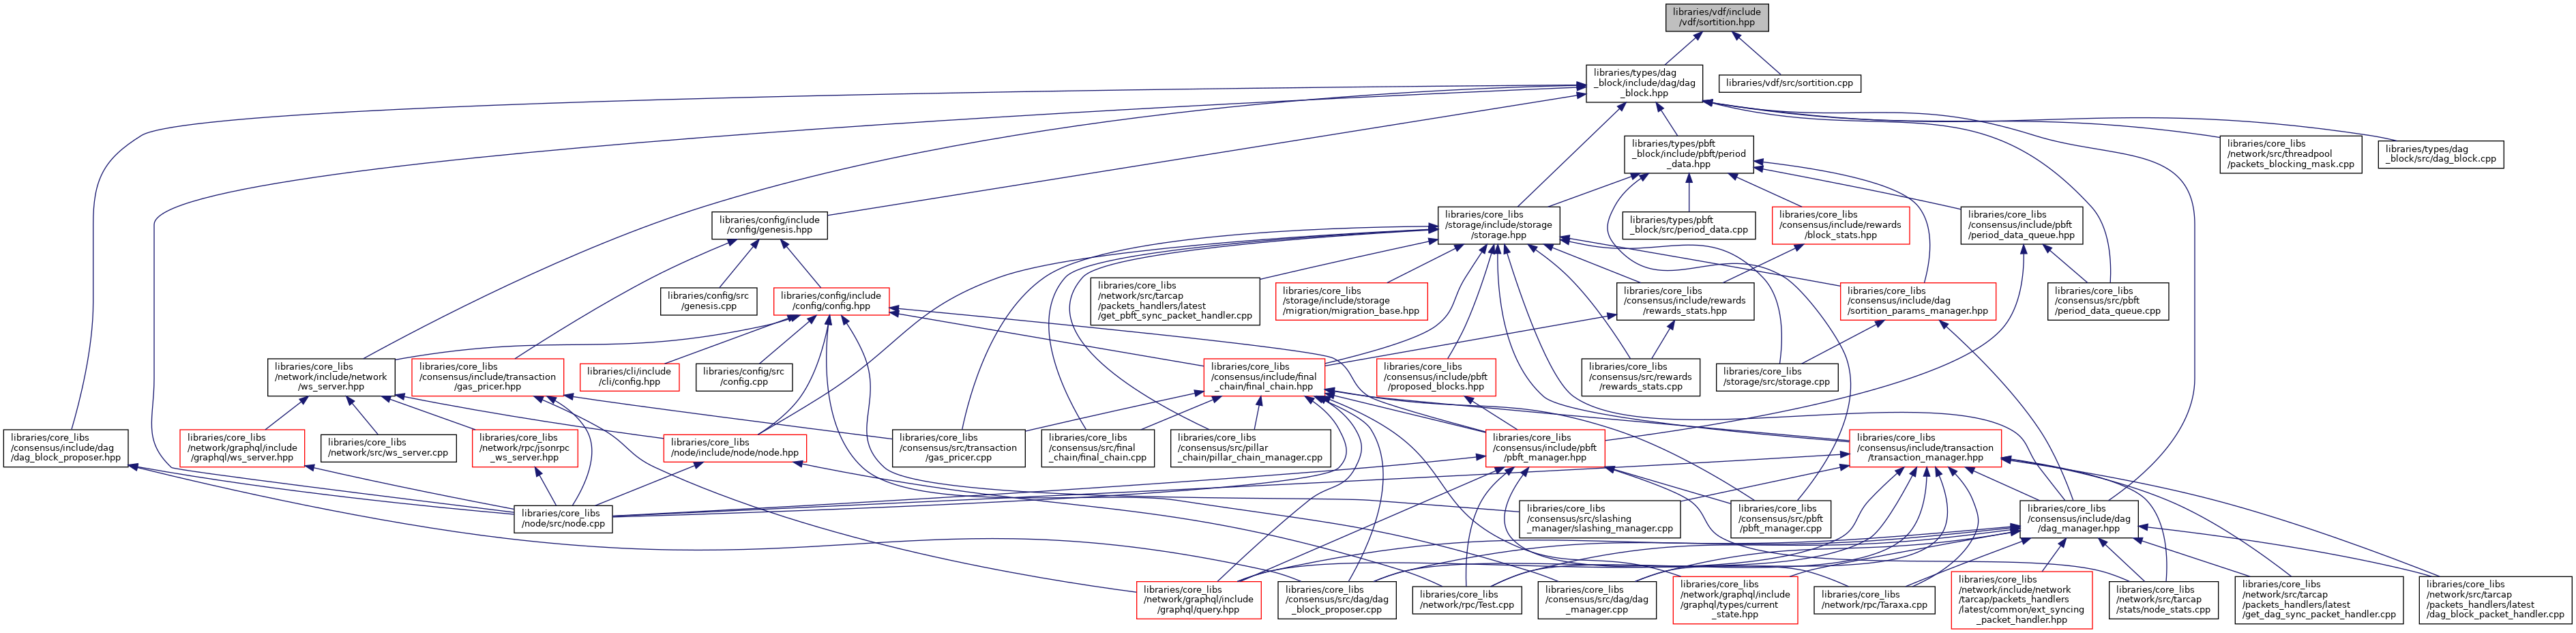 libraries/vdf/include
/vdf/sortition.hpp
libraries/types/dag
_block/include/dag/dag
_block.hpp
libraries/vdf/src/sortition.cpp
libraries/types/pbft
_block/include/pbft/period
_data.hpp
libraries/core_libs
/network/src/threadpool
/packets_blocking_mask.cpp
libraries/types/dag
_block/src/dag_block.cpp
libraries/config/include
/config/genesis.hpp
libraries/core_libs
/storage/include/storage
/storage.hpp
libraries/types/pbft
_block/src/period_data.cpp
libraries/core_libs
/consensus/include/rewards
/block_stats.hpp
libraries/core_libs
/consensus/include/pbft
/period_data_queue.hpp
libraries/config/src
/genesis.cpp
libraries/config/include
/config/config.hpp
libraries/core_libs
/network/src/tarcap
/packets_handlers/latest
/get_pbft_sync_packet_handler.cpp
libraries/core_libs
/storage/include/storage
/migration/migration_base.hpp
libraries/core_libs
/consensus/include/rewards
/rewards_stats.hpp
libraries/core_libs
/consensus/include/dag
/sortition_params_manager.hpp
libraries/core_libs
/consensus/src/pbft
/period_data_queue.cpp
libraries/core_libs
/network/include/network
/ws_server.hpp
libraries/core_libs
/consensus/include/transaction
/gas_pricer.hpp
libraries/cli/include
/cli/config.hpp
libraries/config/src
/config.cpp
libraries/core_libs
/consensus/include/final
_chain/final_chain.hpp
libraries/core_libs
/consensus/include/pbft
/proposed_blocks.hpp
libraries/core_libs
/consensus/src/rewards
/rewards_stats.cpp
libraries/core_libs
/storage/src/storage.cpp
libraries/core_libs
/consensus/include/dag
/dag_block_proposer.hpp
libraries/core_libs
/network/graphql/include
/graphql/ws_server.hpp
libraries/core_libs
/network/src/ws_server.cpp
libraries/core_libs
/network/rpc/jsonrpc
_ws_server.hpp
libraries/core_libs
/node/include/node/node.hpp
libraries/core_libs
/consensus/src/transaction
/gas_pricer.cpp
libraries/core_libs
/consensus/src/final
_chain/final_chain.cpp
libraries/core_libs
/consensus/src/pillar
_chain/pillar_chain_manager.cpp
libraries/core_libs
/consensus/include/pbft
/pbft_manager.hpp
libraries/core_libs
/consensus/include/transaction
/transaction_manager.hpp
libraries/core_libs
/node/src/node.cpp
libraries/core_libs
/consensus/src/slashing
_manager/slashing_manager.cpp
libraries/core_libs
/consensus/src/pbft
/pbft_manager.cpp
libraries/core_libs
/consensus/include/dag
/dag_manager.hpp
libraries/core_libs
/network/graphql/include
/graphql/query.hpp
libraries/core_libs
/consensus/src/dag/dag
_block_proposer.cpp
libraries/core_libs
/network/rpc/Test.cpp
libraries/core_libs
/consensus/src/dag/dag
_manager.cpp
libraries/core_libs
/network/graphql/include
/graphql/types/current
_state.hpp
libraries/core_libs
/network/rpc/Taraxa.cpp
libraries/core_libs
/network/include/network
/tarcap/packets_handlers
/latest/common/ext_syncing
_packet_handler.hpp
libraries/core_libs
/network/src/tarcap
/stats/node_stats.cpp
libraries/core_libs
/network/src/tarcap
/packets_handlers/latest
/get_dag_sync_packet_handler.cpp
libraries/core_libs
/network/src/tarcap
/packets_handlers/latest
/dag_block_packet_handler.cpp